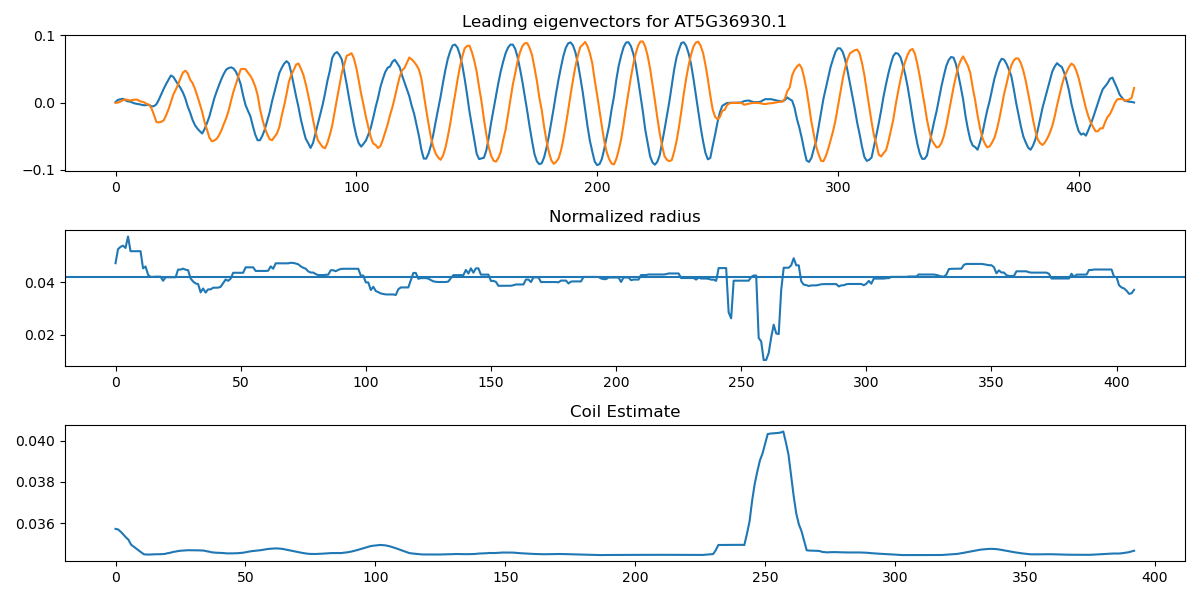 Leading eigenvectors for AT5G36930.1
0.1
0.0
−0.1
0 100 200 300 400
Normalized radius
0.04
0.02
0 50 100 150 200 250 300 350 400
Coil Estimate
0.040
0.038
0.036
0 50 100 150 200 250 300 350 400